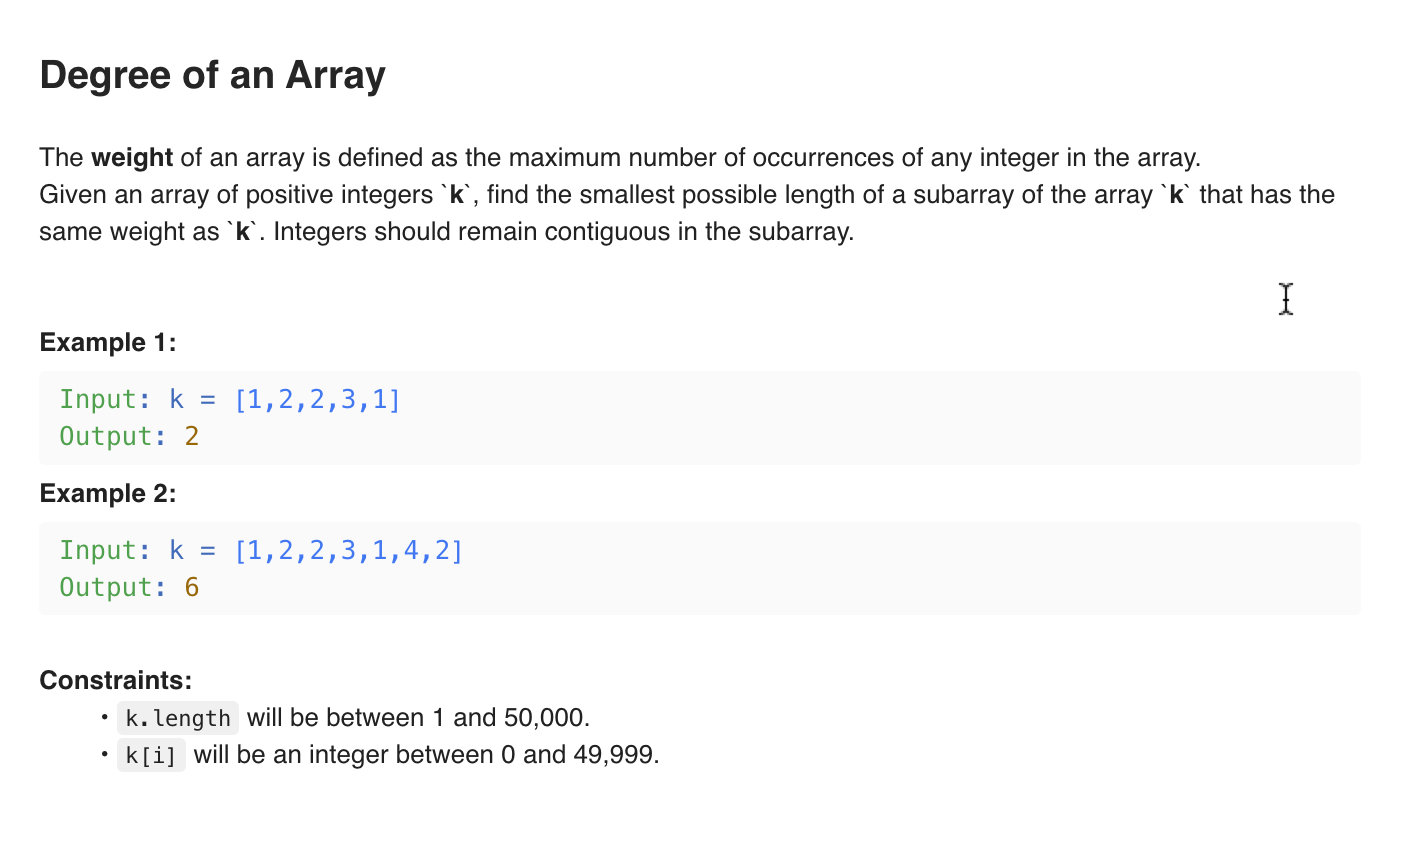 Degree of an Array
The weight of an array is defined as the maximum number of occurrences of any integer in the array.
Given an array of positive integers `k`, find the smallest possible length of a subarray of the array `k` that has the
same weight as `k`. Integers should remain contiguous in the subarray.
Example 1:
Input: k = [1,2,2,3,1]
Output: 2
Example 2:
Input: k = [1,2,2,3,1,4,2]
Output: 6
Constraints:
• k.length will be between 1 and 50,000.
• k[i] will be an integer between 0 and 49,999.